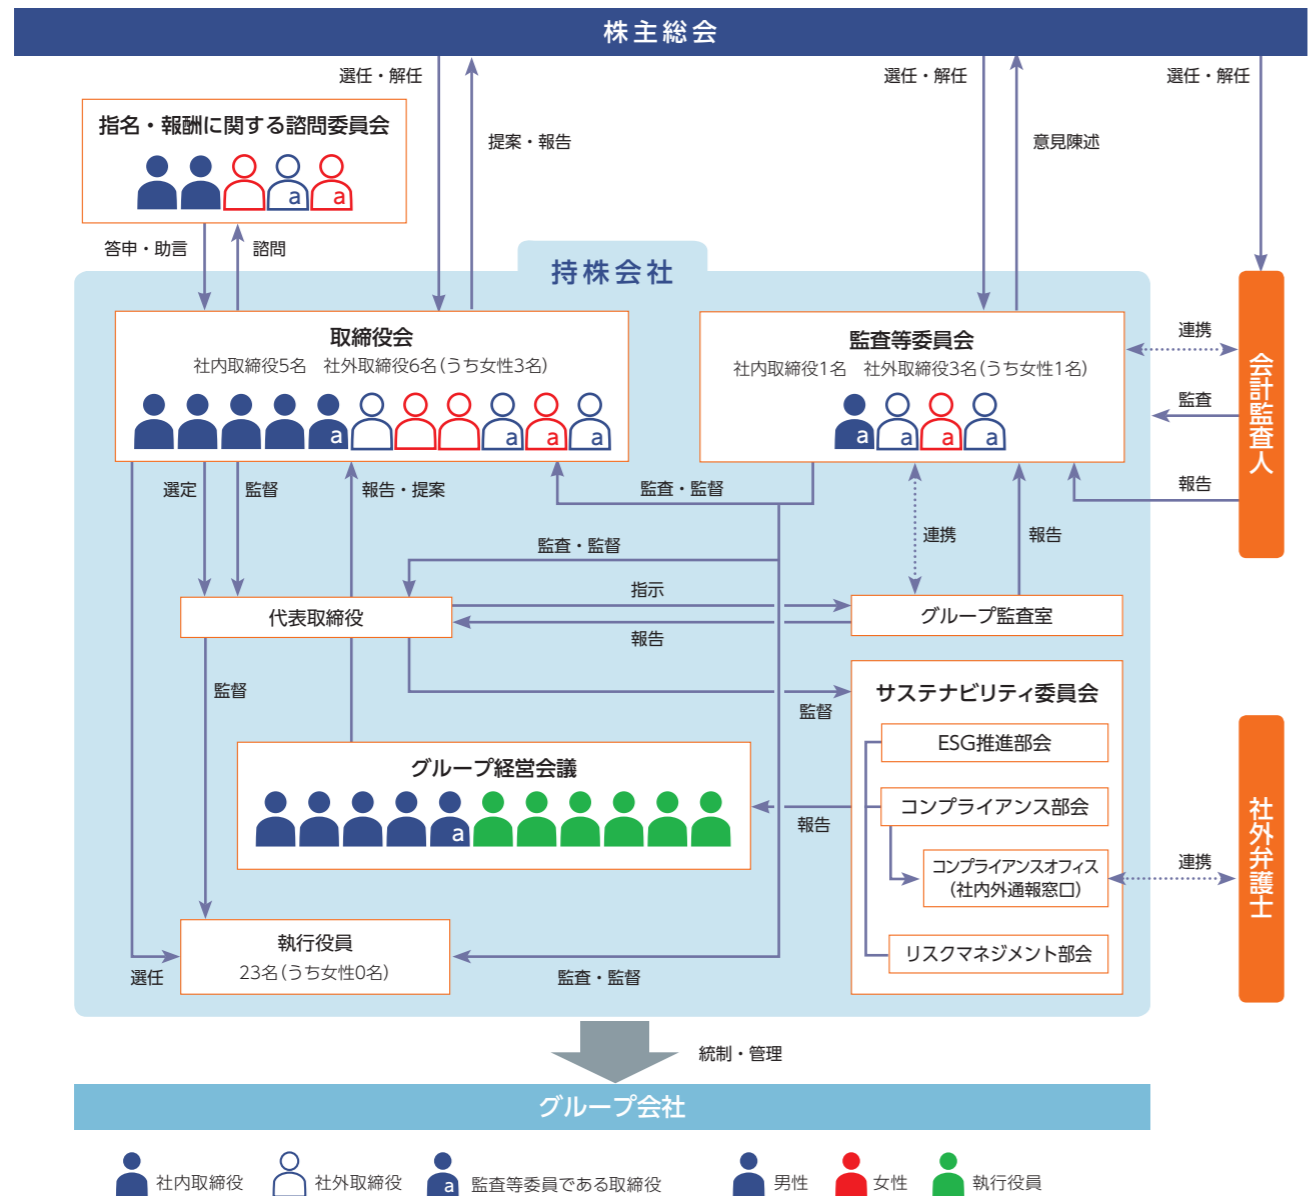 株主総会
選任・解任
選任・解任
選任・解任
指名・報酬に関する諮問委員会
a
a
提案・報告
意見陳述
答申・助言
諮問
持株会社
取締役会
社内取締役5名 社外取締役6名(うち女性3名)
a
a
a
a
監査等委員会
社内取締役1名 社外取締役3名(うち女性1名)
a
a
a
a
連携
監査
報告
会計監査人
選定
監督
報告・提案
監査・監督
監査・監督
連携
報告
代表取締役
指示
報告
グループ監査室
監督
監督
サステナビリティ委員会
ESG推進部会
コンプライアンス部会
コンプライアンスオフィス
(社内外通報窓口)
リスクマネジメント部会
グループ経営会議
a
報告
連携
社外弁護士
執行役員
23名(うち女性0名)
選任
監査・監督
統制・管理
グループ会社
社内取締役
社外取締役
a
監査等委員である取締役
男性
女性
執行役員